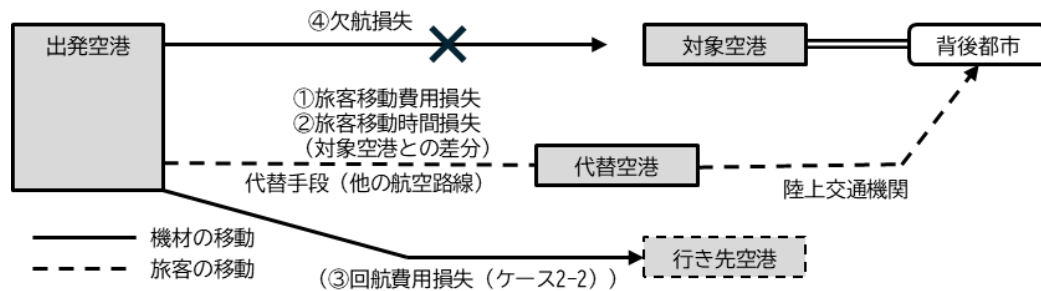 ④欠航損失
出発空港
対象空港
背後都市
①旅客移動費用損失
②旅客移動時間損失
（対象空港との差分）
代替空港
代替手段（他の航空路線）
陸上交通機関
機材の移動
旅客の移動
行き先空港
（③回航費用損失（ケース2-2））